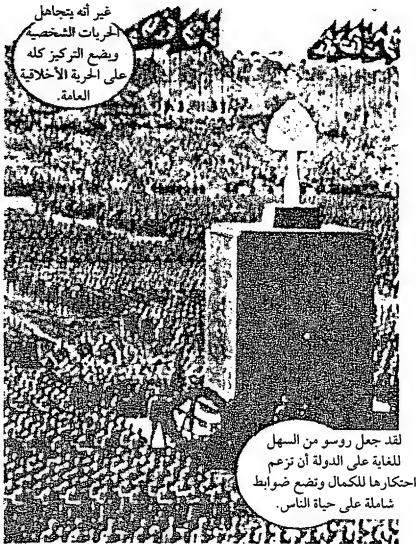 غير أنه يتجاهل
الحريات الشخصية
ويضع التركيز كله
على الحرية الأخلاقية
العامة.
لقد جعل روسو من السهل
للغاية على الدولة أن تزعم
احتكارها للكمال وتضع ضوابط
شاملة على حياة الناس.